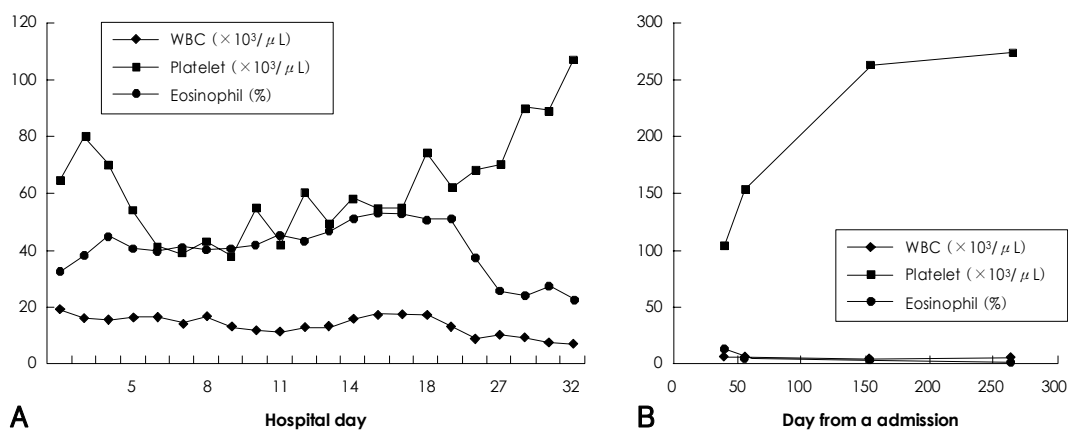 120
100
80
60
40
20
0
WBC (×10³/μL)
Platelet (×10³/μL)
Eosinophil (%)
5 8 11 14 18 27 32
Hospital day
A
300
250
200
150
100
50
0
WBC (×10³/μL)
Platelet (×10³/μL)
Eosinophil (%)
0 50 100 150 200 250 300
Day from a admission
B